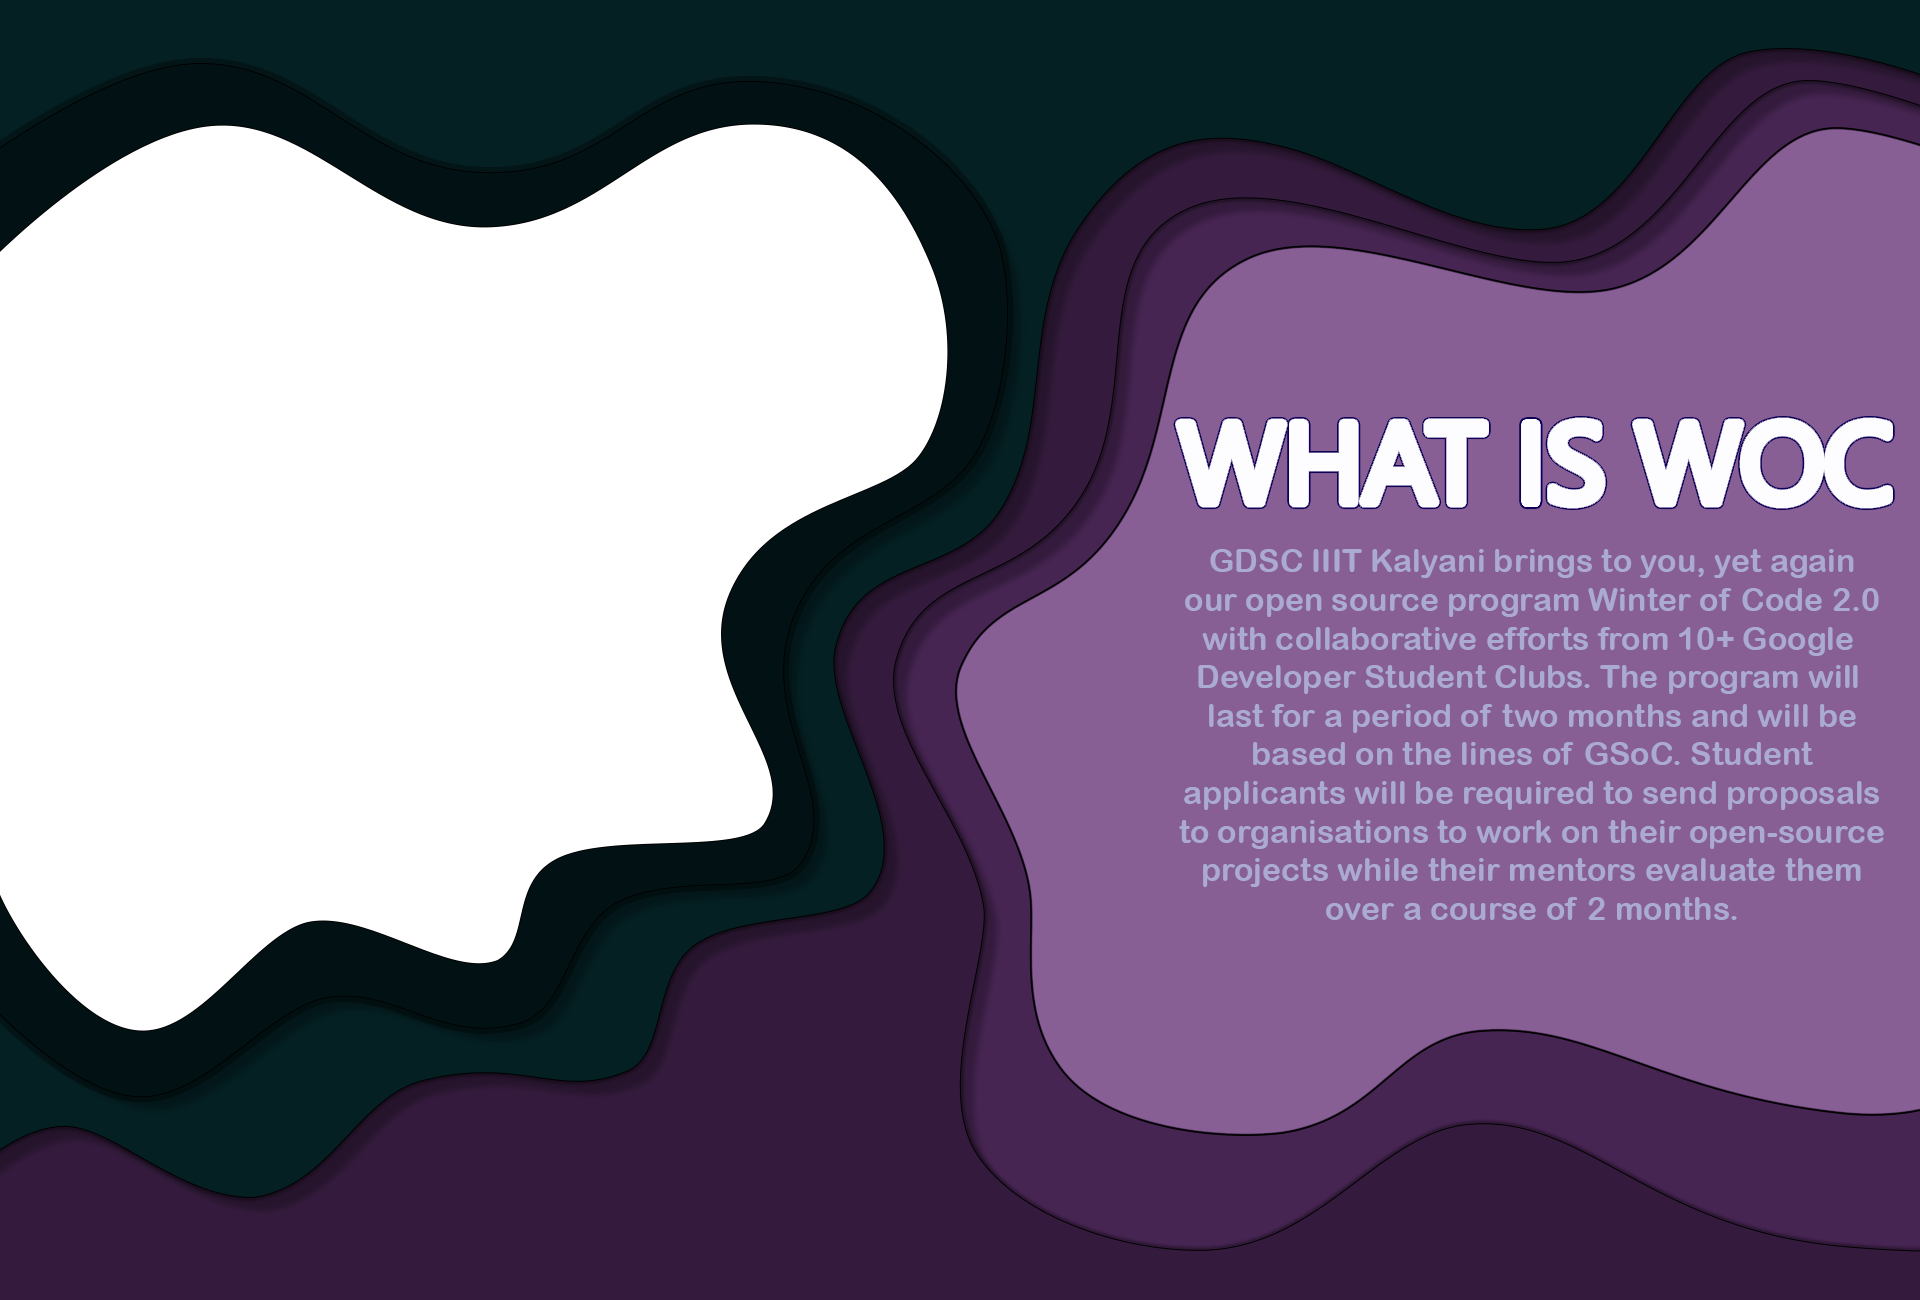 WHAT IS WOC
GDSC IIIT Kalyani brings to you, yet again
our open source program Winter of Code 2.0
with collaborative efforts from 10+ Google
Developer Student Clubs. The program will
last for a period of two months and will be
based on the lines of GSoC. Student
applicants will be required to send proposals
to organisations to work on their open-source
projects while their mentors evaluate them
over a course of 2 months.